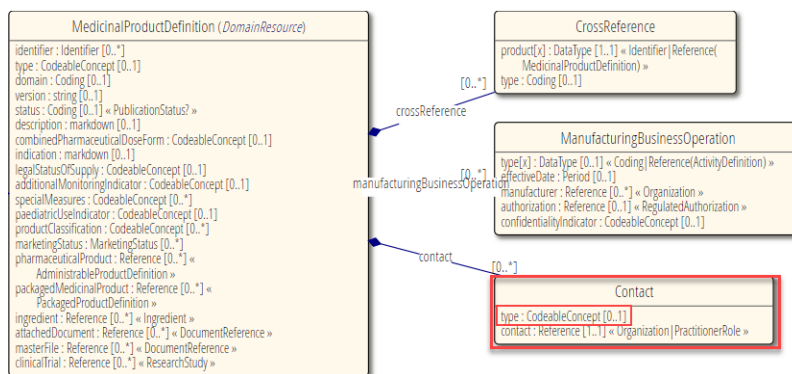 MedicinalProductDefinition (DomainResource)
identifier : Identifier [0..*]
type : CodeableConcept [0..1]
domain : Coding [0..1]
version : string [0..1]
status : Coding [0..1] « PublicationStatus? »
description : markdown [0..1]
combinedPharmaceuticalDoseForm : CodeableConcept [0..1]
indication : markdown [0..1]
legalStatusOfSupply : CodeableConcept [0..1]
additionalMonitoringIndicator : CodeableConcept [0..1]
specialMeasures : CodeableConcept [0..*]
paediatricUseIndicator : CodeableConcept [0..1]
productClassification : CodeableConcept [0..*]
marketingStatus : MarketingStatus [0..*]
pharmaceuticalProduct : Reference [0..*] «
AdministrableProductDefinition »
packagedMedicinalProduct : Reference [0..*] «
PackagedProductDefinition »
ingredient : Reference [0..*] « Ingredient »
attachedDocument : Reference [0..*] « DocumentReference »
masterFile : Reference [0..*] « DocumentReference »
clinicalTrial : Reference [0..*] « ResearchStudy »
[0..*]
crossReference
[0..*]
manufacturingBusinessOperation
contact
[0..*]
CrossReference
product[x] : DataType [1..1] « Identifier|Reference(
MedicinalProductDefinition) »
type : Coding [0..1]
ManufacturingBusinessOperation
type[x] : DataType [0..1] « Coding|Reference(ActivityDefinition) »
effectiveDate : Period [0..1]
manufacturer : Reference [0..*] « Organization »
authorization : Reference [0..1] « RegulatedAuthorization »
confidentialityIndicator : CodeableConcept [0..1]
Contact
type : CodeableConcept [0..1]
contact : Reference [1..1] « Organization|PractitionerRole »